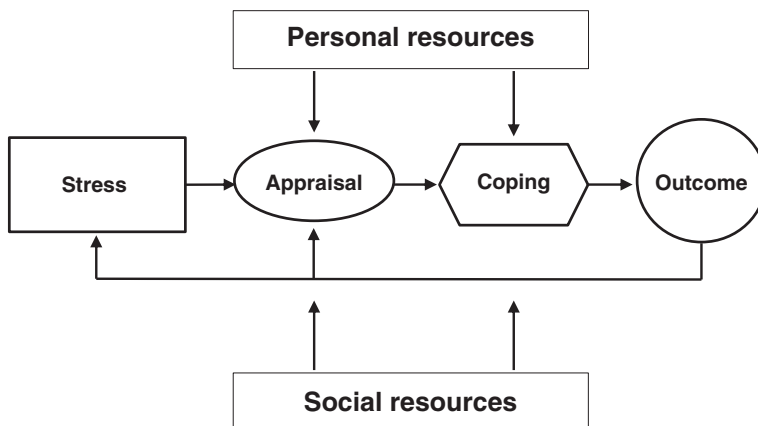 Personal resources
Stress
Appraisal
Coping
Outcome
Social resources